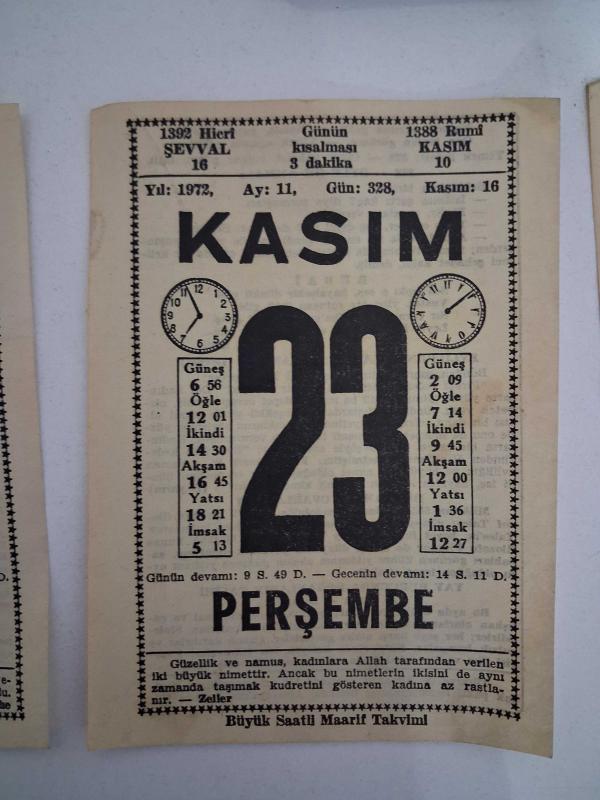 1392 Hicrî Günün 1388 Rumî
ŞEVVAL kısalması KASIM
16 3 dakika 10
Yıl: 1972, Ay: 11, Gün: 328, Kasım: 16
KASIM
23
Güneş
6 56
Öğle
12 01
İkindi
14 30
Akşam
16 45
Yatsı
18 21
İmsak
5 13
Güneş
2 09
Öğle
7 14
İkindi
9 45
Akşam
12 00
Yatsı
1 36
İmsak
12 27
Günün devamı: 9 S. 49 D. — Gecenin devamı: 14 S. 11 D.
PERŞEMBE
Güzellik ve namus, kadınlara Allah tarafından verilen
iki büyük nimettir. Ancak bu nimetlerin ikisini de aynı
zamanda taşımak kudretini gösteren kadına az rastla-
nır. — Zeller
Büyük Saatli Maarif Takvimi